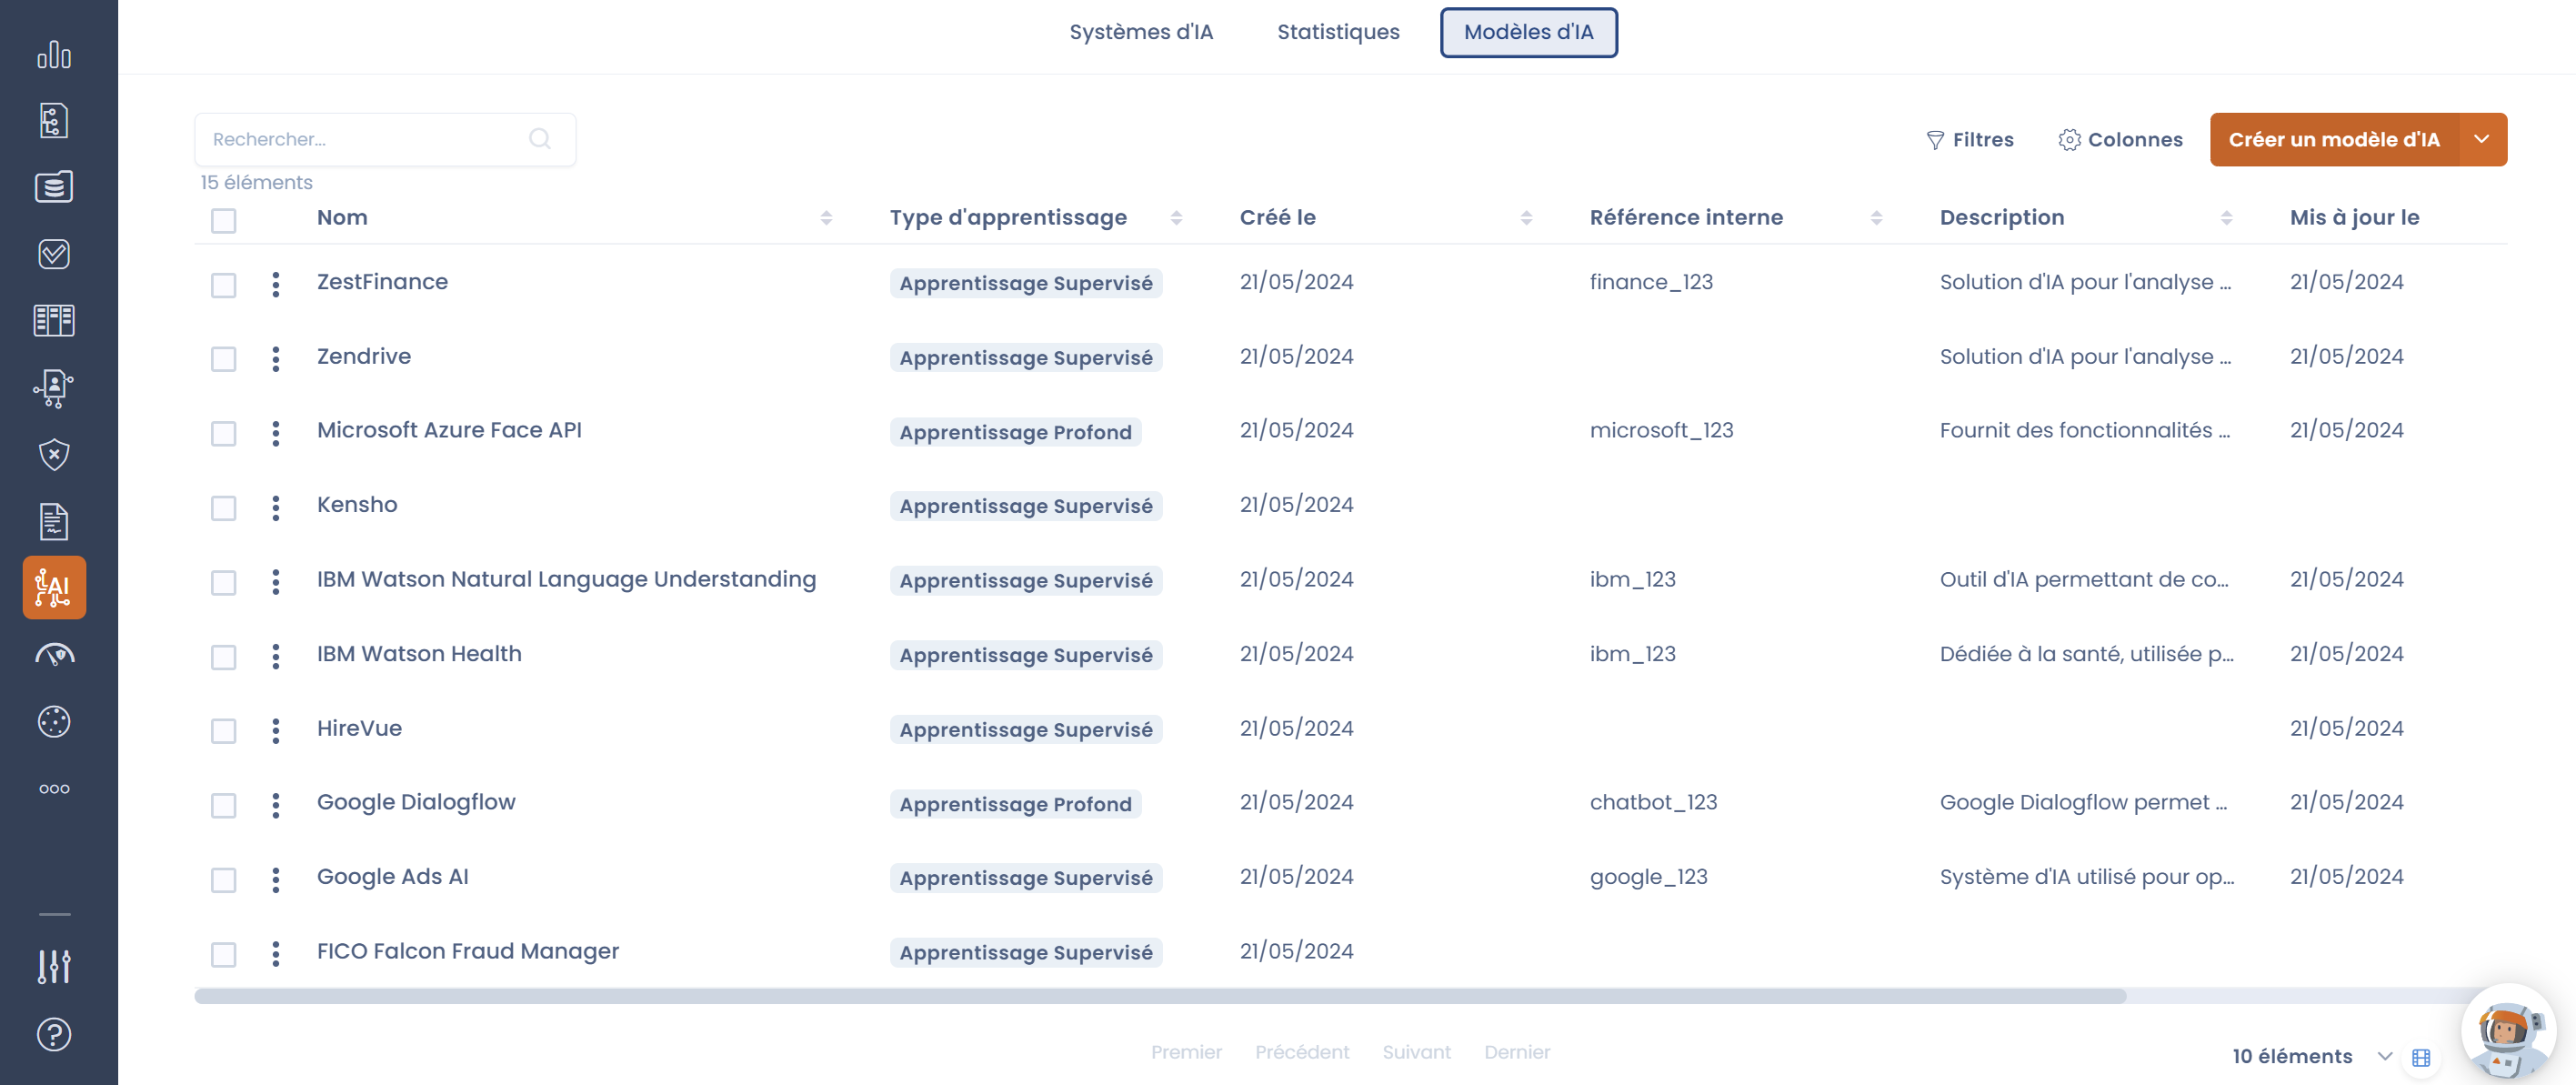 Systèmes d'IA Statistiques Modèles d'IA
Rechercher... Filtres Colonnes Créer un modèle d'IA
15 éléments
Nom Type d'apprentissage Créé le Référence interne Description Mis à jour le
ZestFinance Apprentissage Supervisé 21/05/2024 finance_123 Solution d'IA pour l'analyse ... 21/05/2024
Zendrive Apprentissage Supervisé 21/05/2024 Solution d'IA pour l'analyse ... 21/05/2024
Microsoft Azure Face API Apprentissage Profond 21/05/2024 microsoft_123 Fournit des fonctionnalités ... 21/05/2024
Kensho Apprentissage Supervisé 21/05/2024
AI IBM Watson Natural Language Understanding Apprentissage Supervisé 21/05/2024 ibm_123 Outil d'IA permettant de co... 21/05/2024
IBM Watson Health Apprentissage Supervisé 21/05/2024 ibm_123 Dédiée à la santé, utilisée p... 21/05/2024
HireVue Apprentissage Supervisé 21/05/2024 21/05/2024
Google Dialogflow Apprentissage Profond 21/05/2024 chatbot_123 Google Dialogflow permet ... 21/05/2024
Google Ads AI Apprentissage Supervisé 21/05/2024 google_123 Système d'IA utilisé pour op... 21/05/2024
FICO Falcon Fraud Manager Apprentissage Supervisé 21/05/2024
Premier Précédent Suivant Dernier 10 éléments